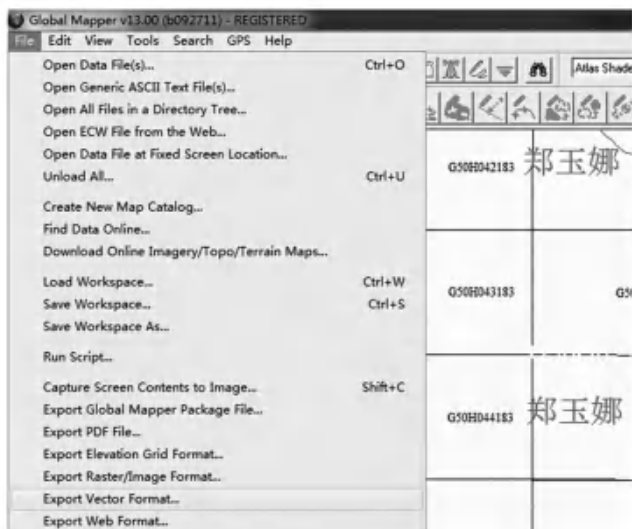 Global Mapper v13.00 (b092711) - REGISTERED
File Edit View Tools Search GPS Help
Open Data File(s)... Ctrl+O
Open Generic ASCII Text File(s)...
Open All Files in a Directory Tree...
Open ECW File from the Web...
Open Data File at Fixed Screen Location...
Unload All... Ctrl+U
Create New Map Catalog...
Find Data Online...
Download Online Imagery/Topo/Terrain Maps...
Load Workspace... Ctrl+W
Save Workspace... Ctrl+S
Save Workspace As...
Run Script...
Capture Screen Contents to Image... Shift+C
Export Global Mapper Package File...
Export PDF File...
Export Elevation Grid Format...
Export Raster/Image Format...
Export Vector Format...
Export Web Format...
Atlas Shade
G50H042183 郑玉娜
G50H043183 G50
G50H044183 郑玉娜